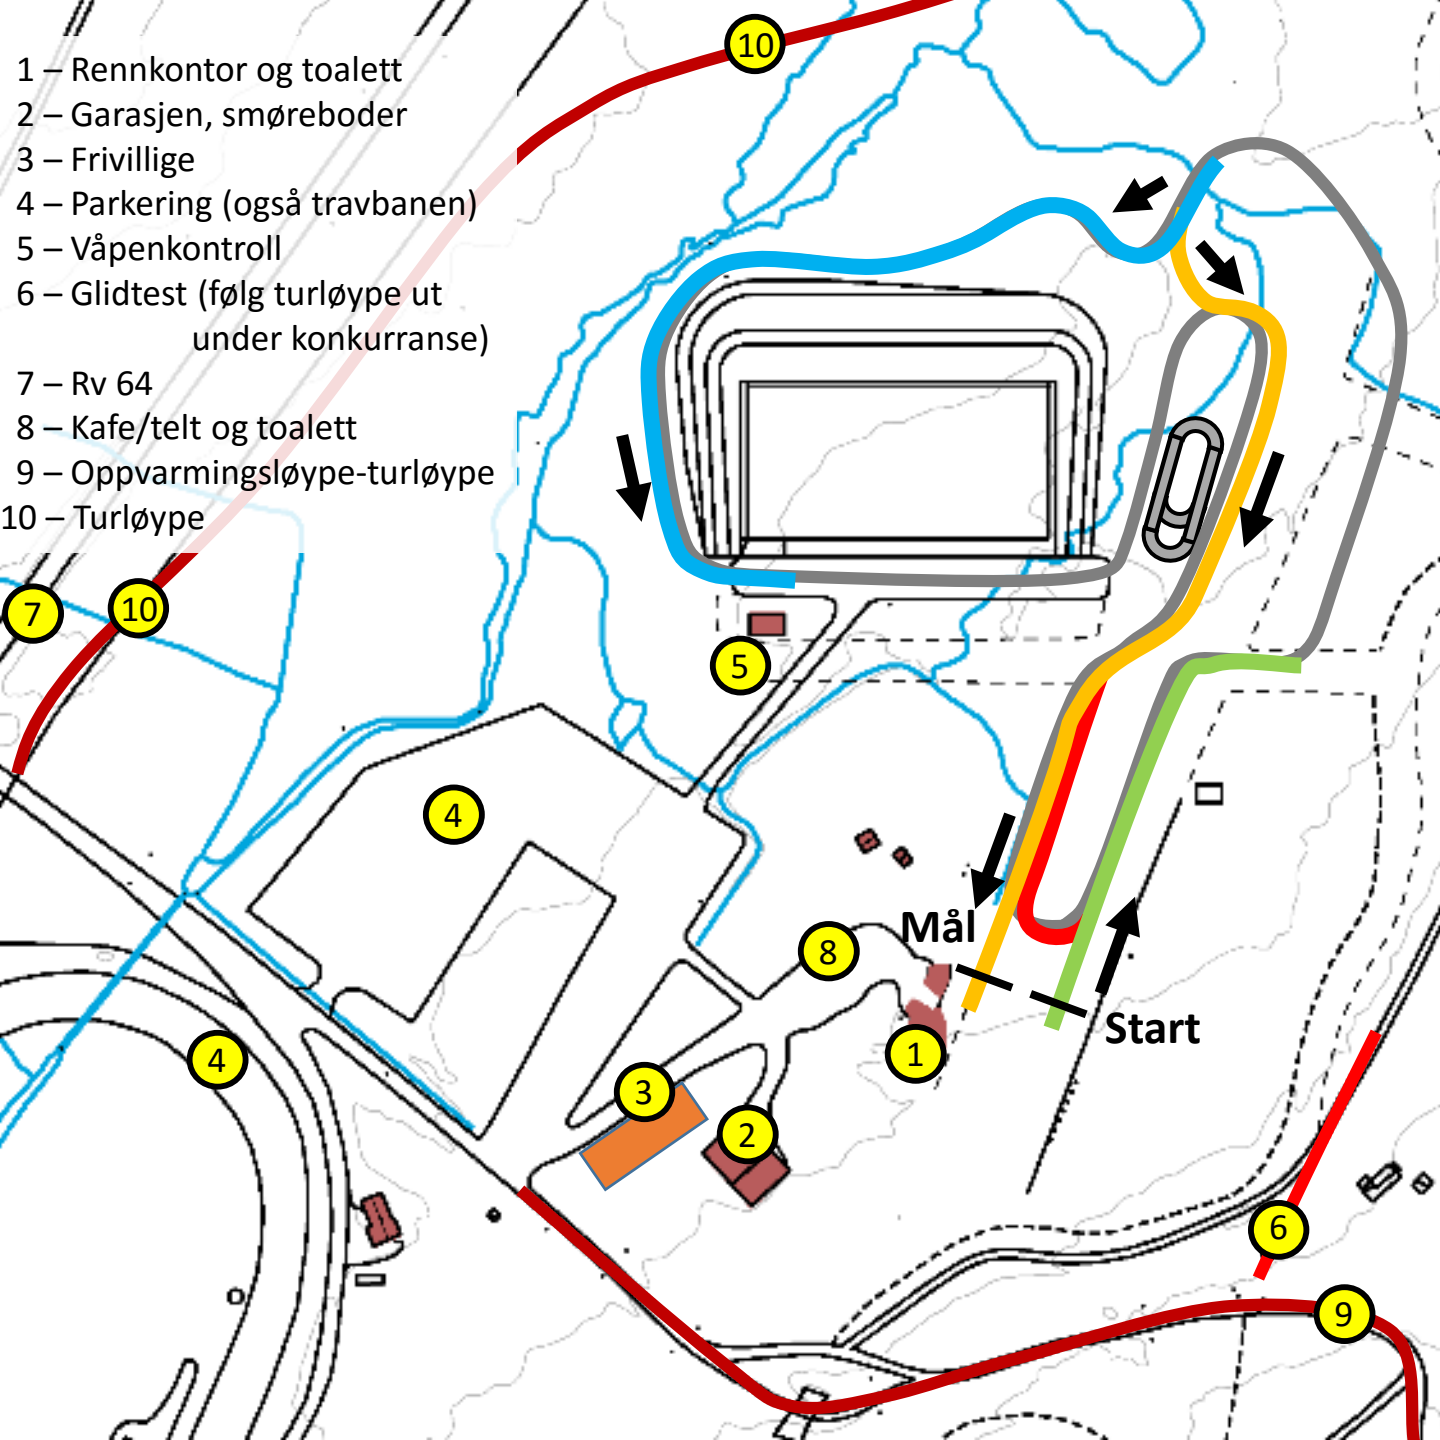 10
1 – Rennkontor og toalett
2 – Garasjen, smøreboder
3 – Frivillige
4 – Parkering (også travbanen)
5 – Våpenkontroll
6 – Glidtest (følg turløype ut
under konkurranse)
7 – Rv 64
8 – Kafe/telt og toalett
9 – Oppvarmingsløype-turløype
10 – Turløype
7
10
5
4
Mål
8
Start
1
4
3
2
6
9